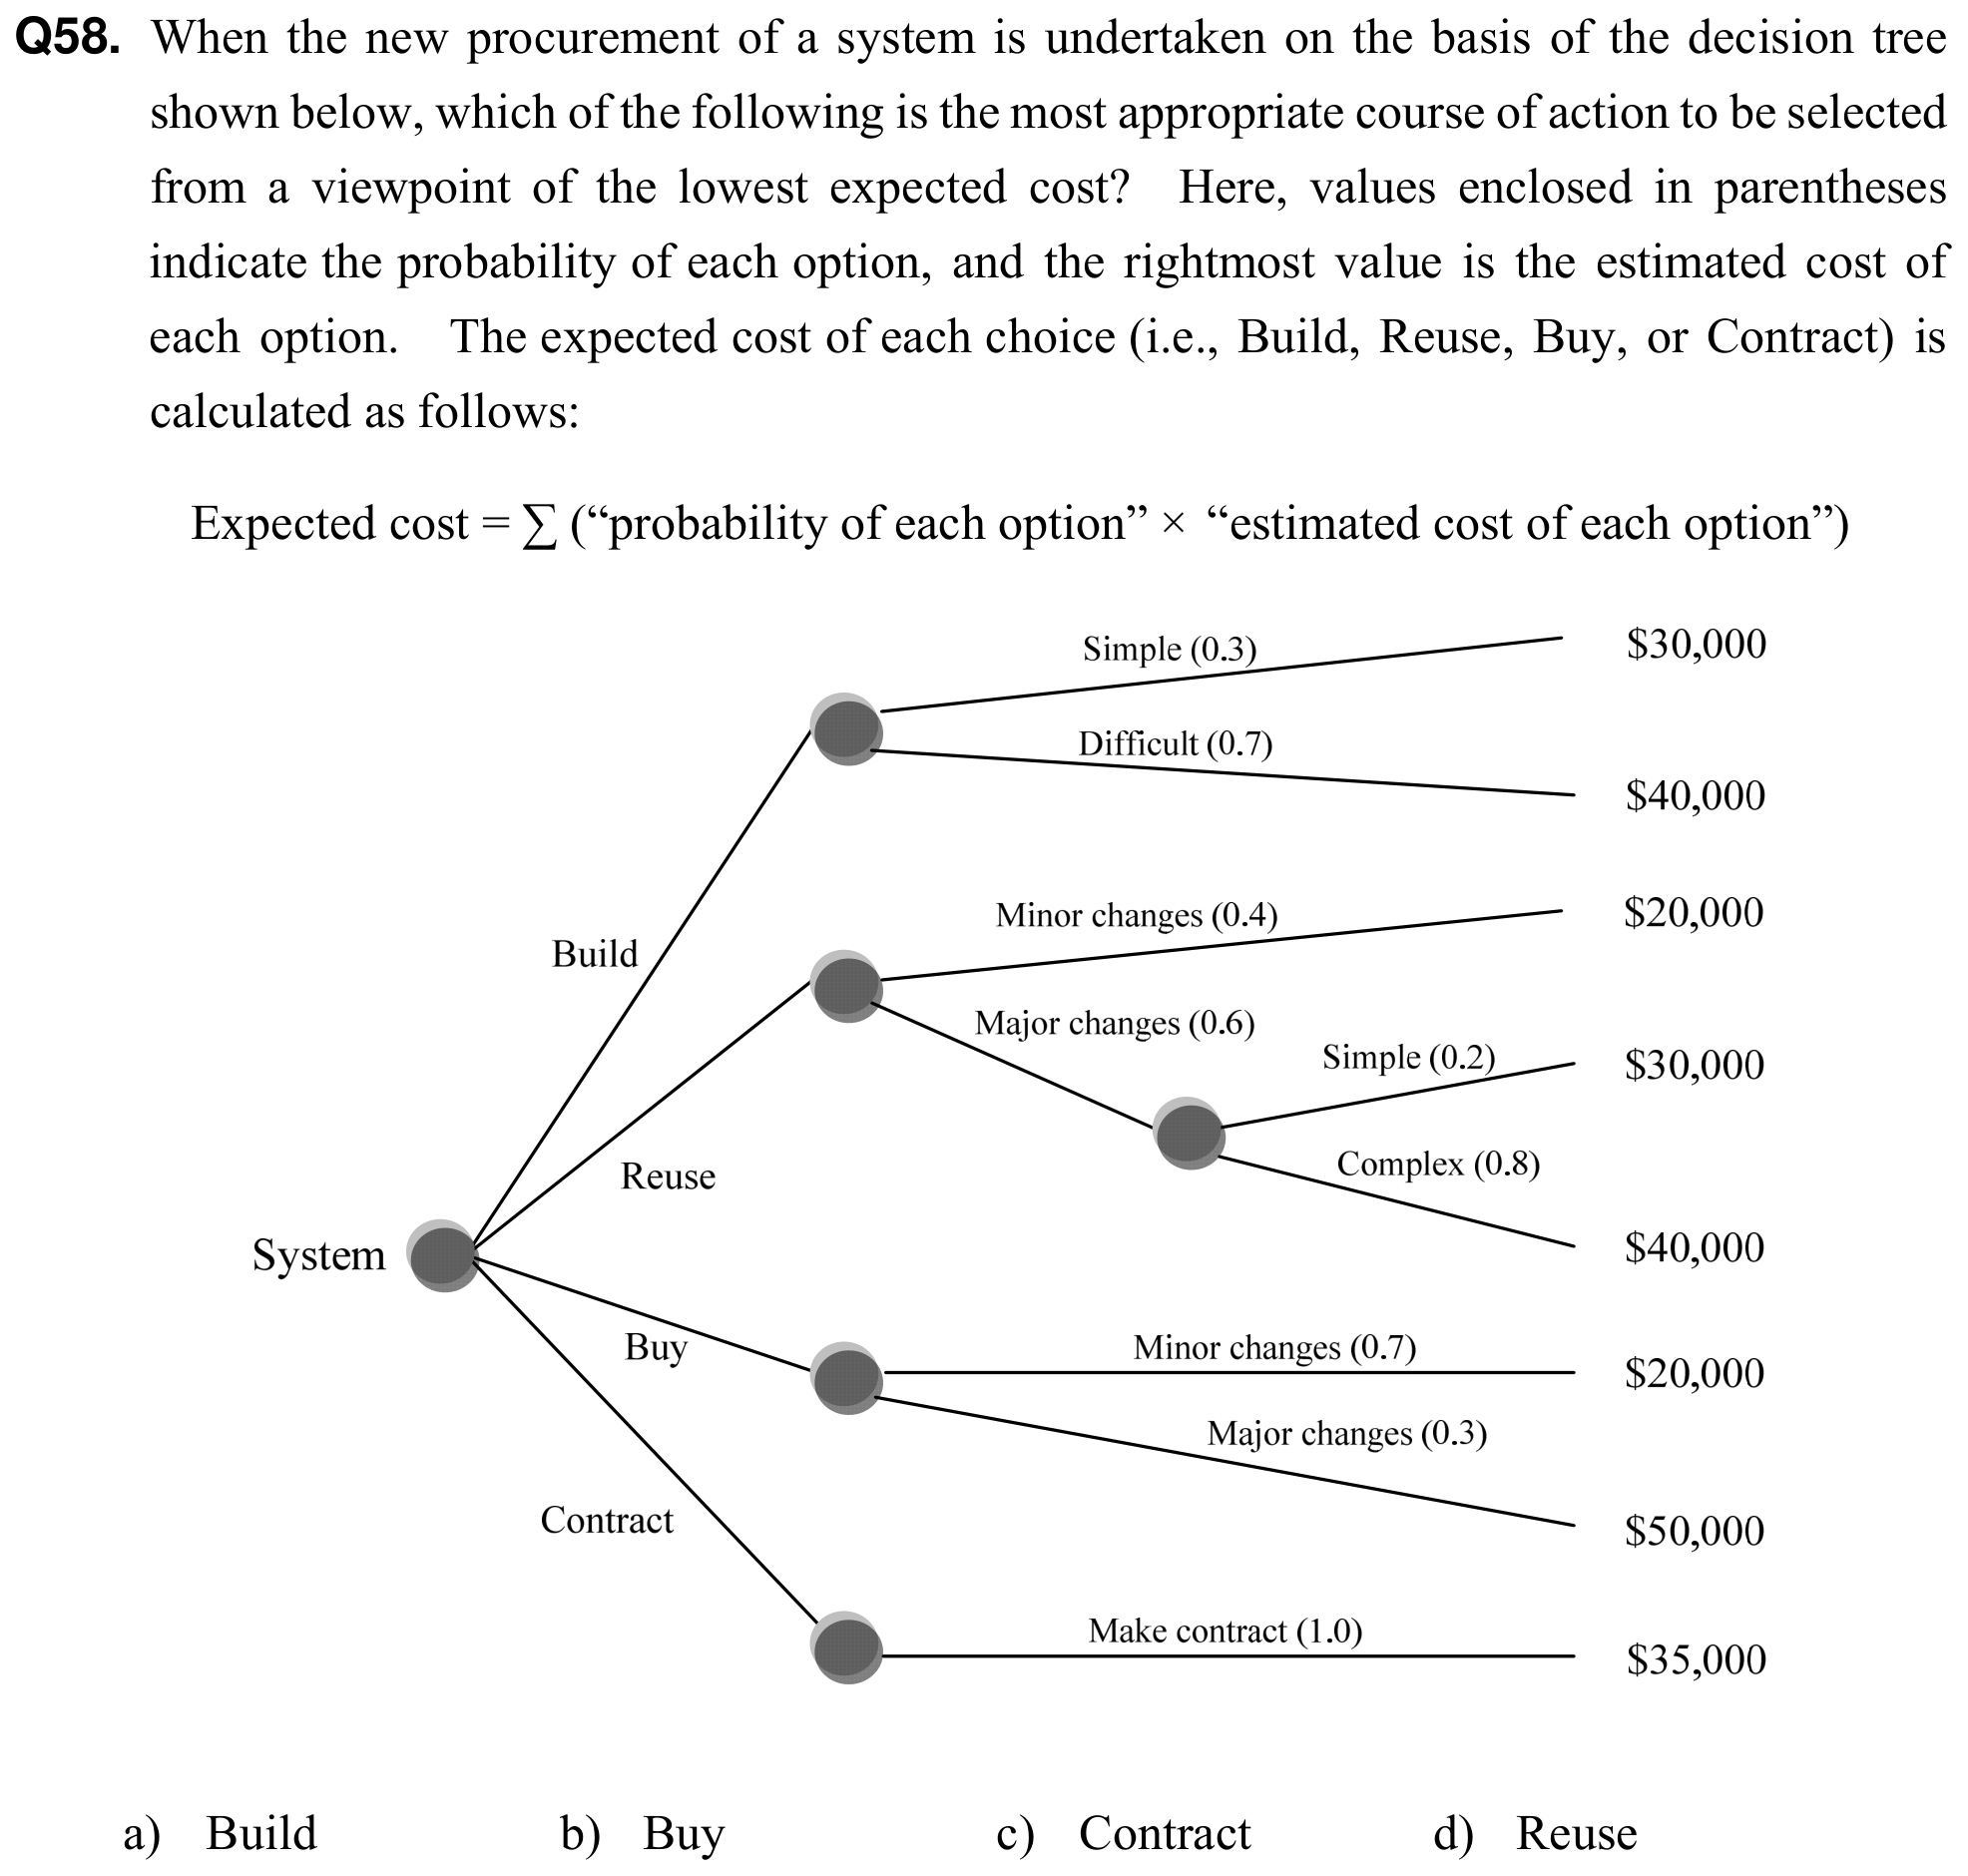 Q58. When the new procurement of a system is undertaken on the basis of the decision tree
shown below, which of the following is the most appropriate course of action to be selected
from a viewpoint of the lowest expected cost? Here, values enclosed in parentheses
indicate the probability of each option, and the rightmost value is the estimated cost of
each option. The expected cost of each choice (i.e., Build, Reuse, Buy, or Contract) is
calculated as follows:
Expected cost = ∑ (“probability of each option” × “estimated cost of each option”)
Simple (0.3)
$30,000
Difficult (0.7)
$40,000
Build
Minor changes (0.4)
$20,000
Major changes (0.6)
Simple (0.2)
$30,000
Reuse
Complex (0.8)
$40,000
System
Buy
Minor changes (0.7)
$20,000
Major changes (0.3)
$50,000
Contract
Make contract (1.0)
$35,000
a) Build b) Buy c) Contract d) Reuse